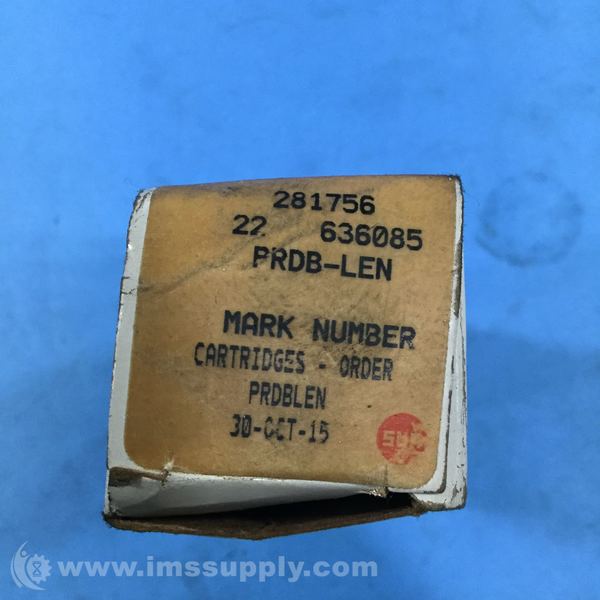 281756
22 636085
PRDB-LEN
MARK NUMBER
CARTRIDGES - ORDER
PRDBLEN
30-OCT-15
SUN
www.imssupply.com